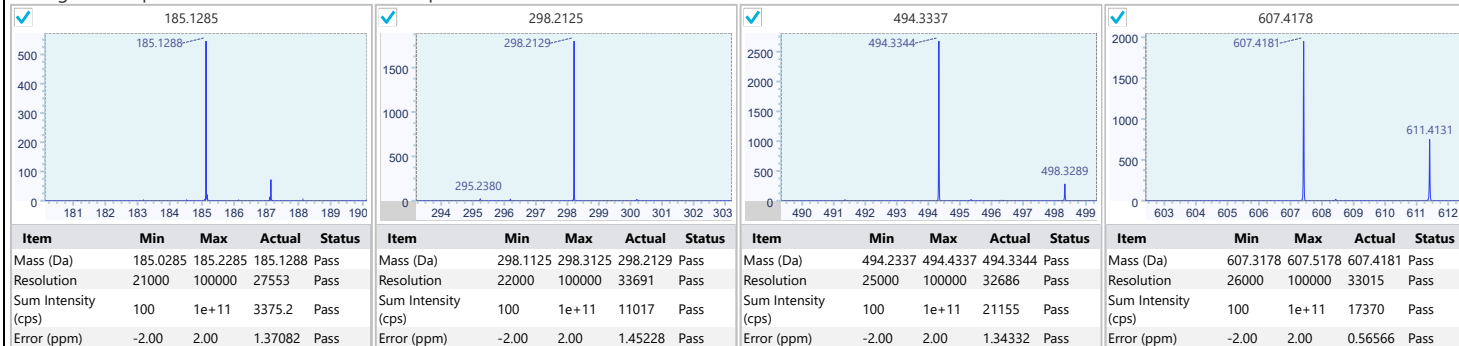 185.1285
298.2125
494.3337
607.4178
185.1288
500
400
300
200
100
0
181 182 183 184 185 186 187 188 189 190
298.2129
1500
1000
500
0
295.2380
294 295 296 297 298 299 300 301 302 303
494.3344
2500
2000
1500
1000
500
0
498.3289
490 491 492 493 494 495 496 497 498 499
607.4181
2000
1500
1000
500
0
611.4131
603 604 605 606 607 608 609 610 611 612
Item Min Max Actual Status
Mass (Da) 185.0285 185.2285 185.1288 Pass
Resolution 21000 100000 27553 Pass
Sum Intensity (cps) 100 1e+11 3375.2 Pass
Error (ppm) -2.00 2.00 1.37082 Pass
Item Min Max Actual Status
Mass (Da) 298.1125 298.3125 298.2129 Pass
Resolution 22000 100000 33691 Pass
Sum Intensity (cps) 100 1e+11 11017 Pass
Error (ppm) -2.00 2.00 1.45228 Pass
Item Min Max Actual Status
Mass (Da) 494.2337 494.4337 494.3344 Pass
Resolution 25000 100000 32686 Pass
Sum Intensity (cps) 100 1e+11 21155 Pass
Error (ppm) -2.00 2.00 1.34332 Pass
Item Min Max Actual Status
Mass (Da) 607.3178 607.5178 607.4181 Pass
Resolution 26000 100000 33015 Pass
Sum Intensity (cps) 100 1e+11 17370 Pass
Error (ppm) -2.00 2.00 0.56566 Pass